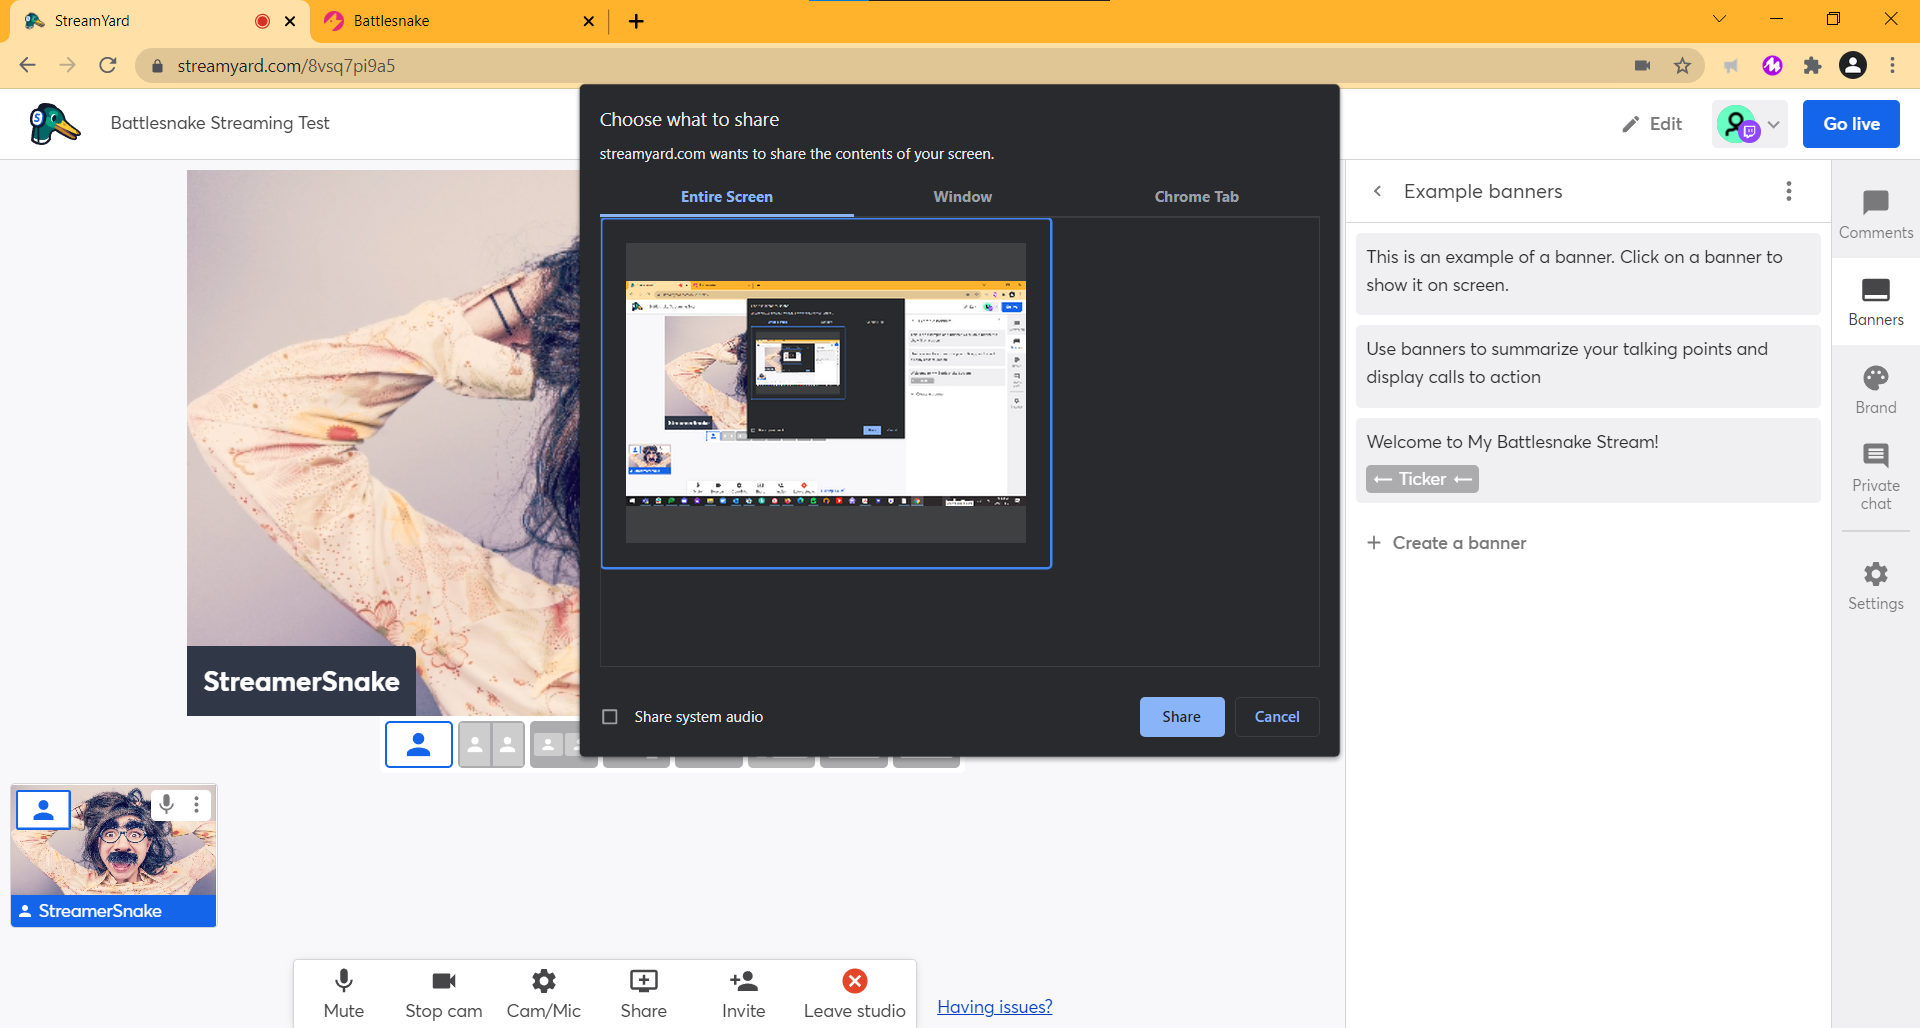 StreamYard
Battlesnake
streamyard.com/8vsq7pi9a5
Battlesnake Streaming Test
Edit
Go live
Choose what to share
streamyard.com wants to share the contents of your screen.
Entire Screen
Window
Chrome Tab
Share system audio
Share
Cancel
StreamerSnake
StreamerSnake
Example banners
This is an example of a banner. Click on a banner to
show it on screen.
Use banners to summarize your talking points and
display calls to action
Welcome to My Battlesnake Stream!
Ticker
Create a banner
Comments
Banners
Brand
Private
chat
Settings
Mute
Stop cam
Cam/Mic
Share
Invite
Leave studio
Having issues?